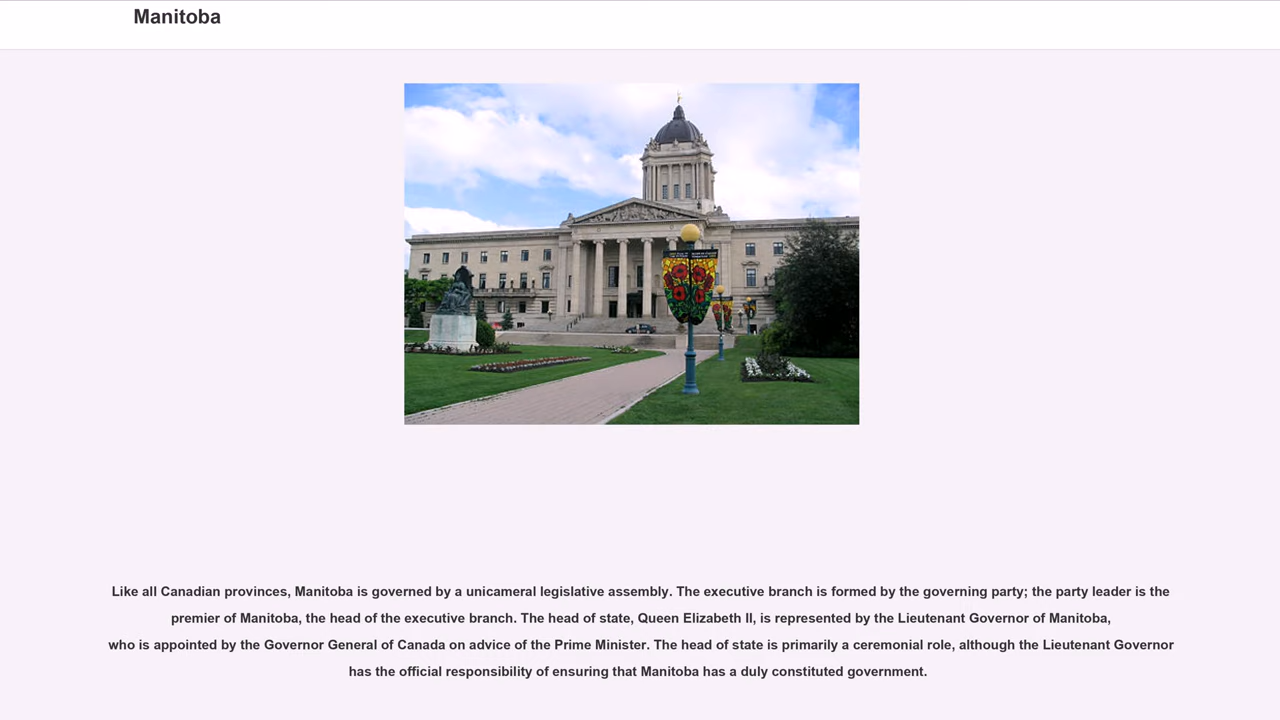 Manitoba
Like all Canadian provinces, Manitoba is governed by a unicameral legislative assembly. The executive branch is formed by the governing party; the party leader is the
premier of Manitoba, the head of the executive branch. The head of state, Queen Elizabeth II, is represented by the Lieutenant Governor of Manitoba,
who is appointed by the Governor General of Canada on advice of the Prime Minister. The head of state is primarily a ceremonial role, although the Lieutenant Governor
has the official responsibility of ensuring that Manitoba has a duly constituted government.